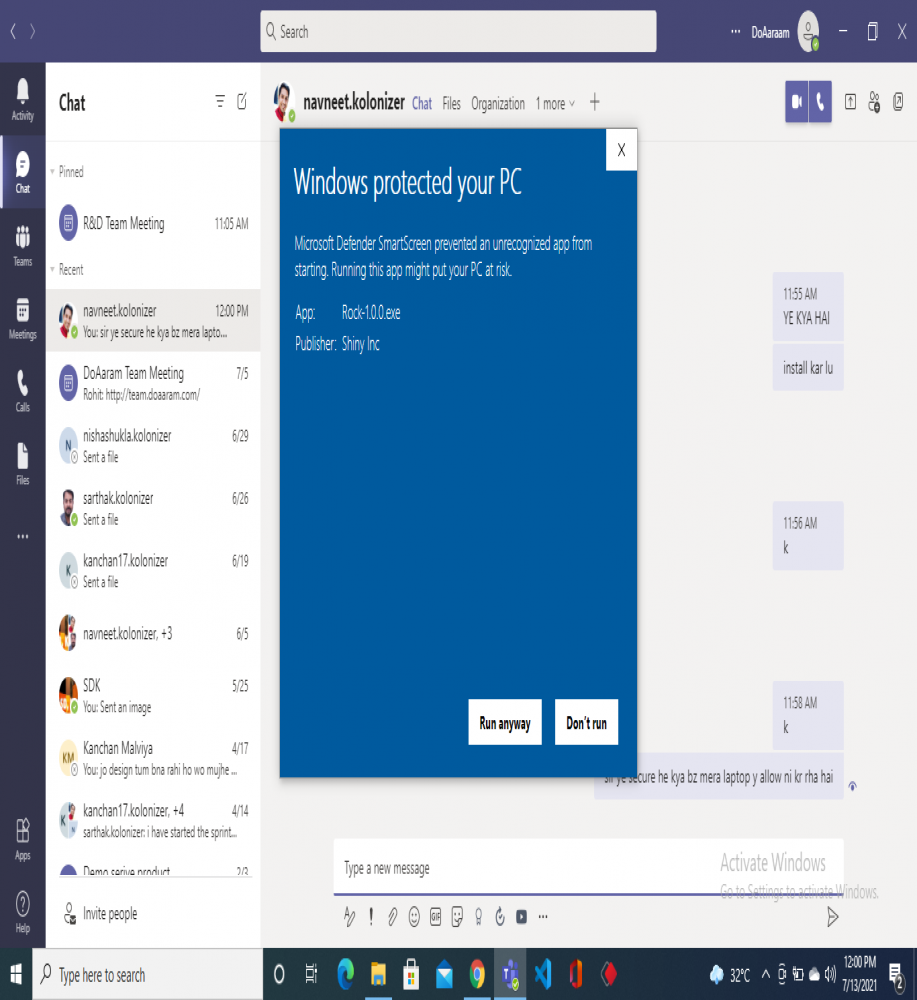 Search
DoAaraam
Activity
Chat
Teams
Meetings
Calls
Files
Apps
Help
Chat
Pinned
R&D Team Meeting 11:05 AM
Recent
navneet.kolonizer 12:00 PM
You: sir ye secure he kya bz mera lapto...
DoAaram Team Meeting 7/5
Rohit: http://team.doaaram.com/
nishashukla.kolonizer 6/29
Sent a file
sarthak.kolonizer 6/26
Sent a file
kanchan17.kolonizer 6/19
Sent a file
navneet.kolonizer, +3 6/5
SDK 5/25
You: Sent an image
Kanchan Malviya 4/17
You: jo design tum bna rahi ho wo mujhe ...
kanchan17.kolonizer, +4 4/14
sarthak.kolonizer: i have started the sprint...
Demo serive product 2/3
Invite people
navneet.kolonizer Chat Files Organization 1 more
Windows protected your PC
Microsoft Defender SmartScreen prevented an unrecognized app from
starting. Running this app might put your PC at risk.
App: Rock-1.0.0.exe
Publisher: Shiny Inc
Run anyway Don't run
11:55 AM
YE KYA HAI
install kar lu
11:56 AM
k
11:58 AM
k
sir ye secure he kya bz mera laptop y allow ni kr rha hai
Type a new message
Activate Windows
Go to Settings to activate Windows.
Type here to search
32°C
12:00 PM
7/13/2021
2